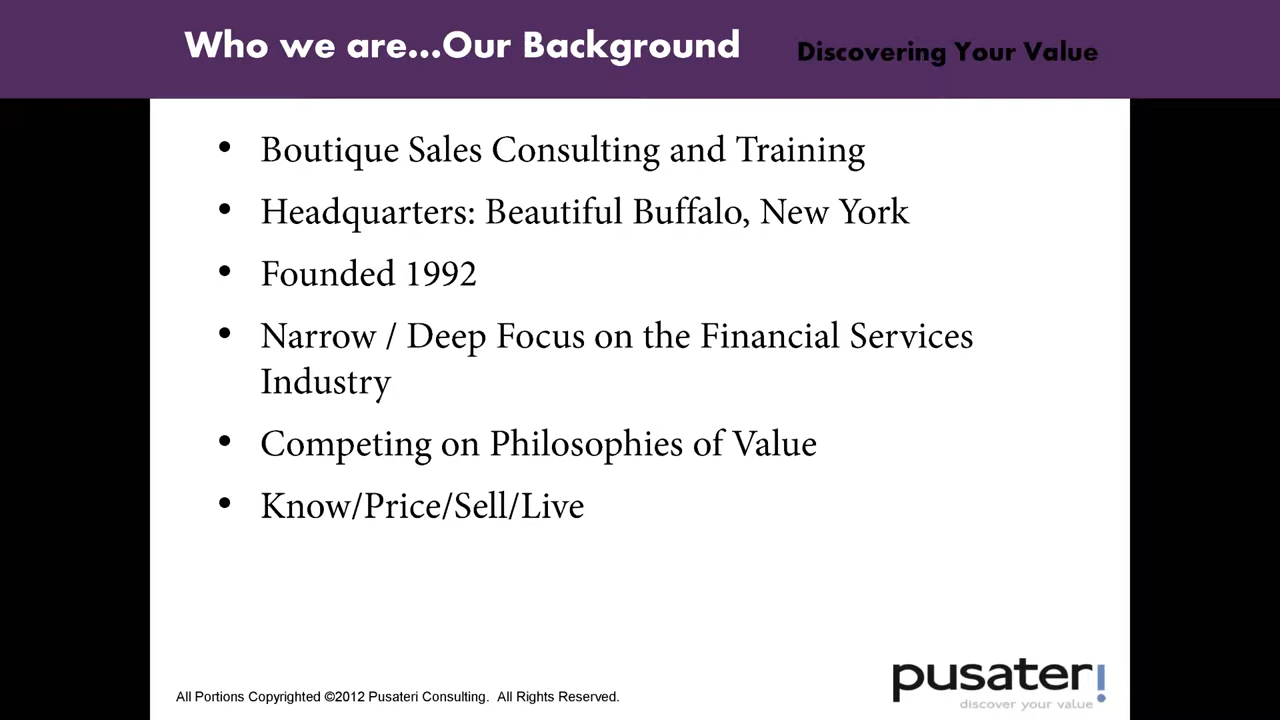 Who we are...Our Background
Discovering Your Value
• Boutique Sales Consulting and Training
• Headquarters: Beautiful Buffalo, New York
• Founded 1992
• Narrow / Deep Focus on the Financial Services
Industry
• Competing on Philosophies of Value
• Know/Price/Sell/Live
All Portions Copyrighted ©2012 Pusateri Consulting. All Rights Reserved.
pusateri
discover your value